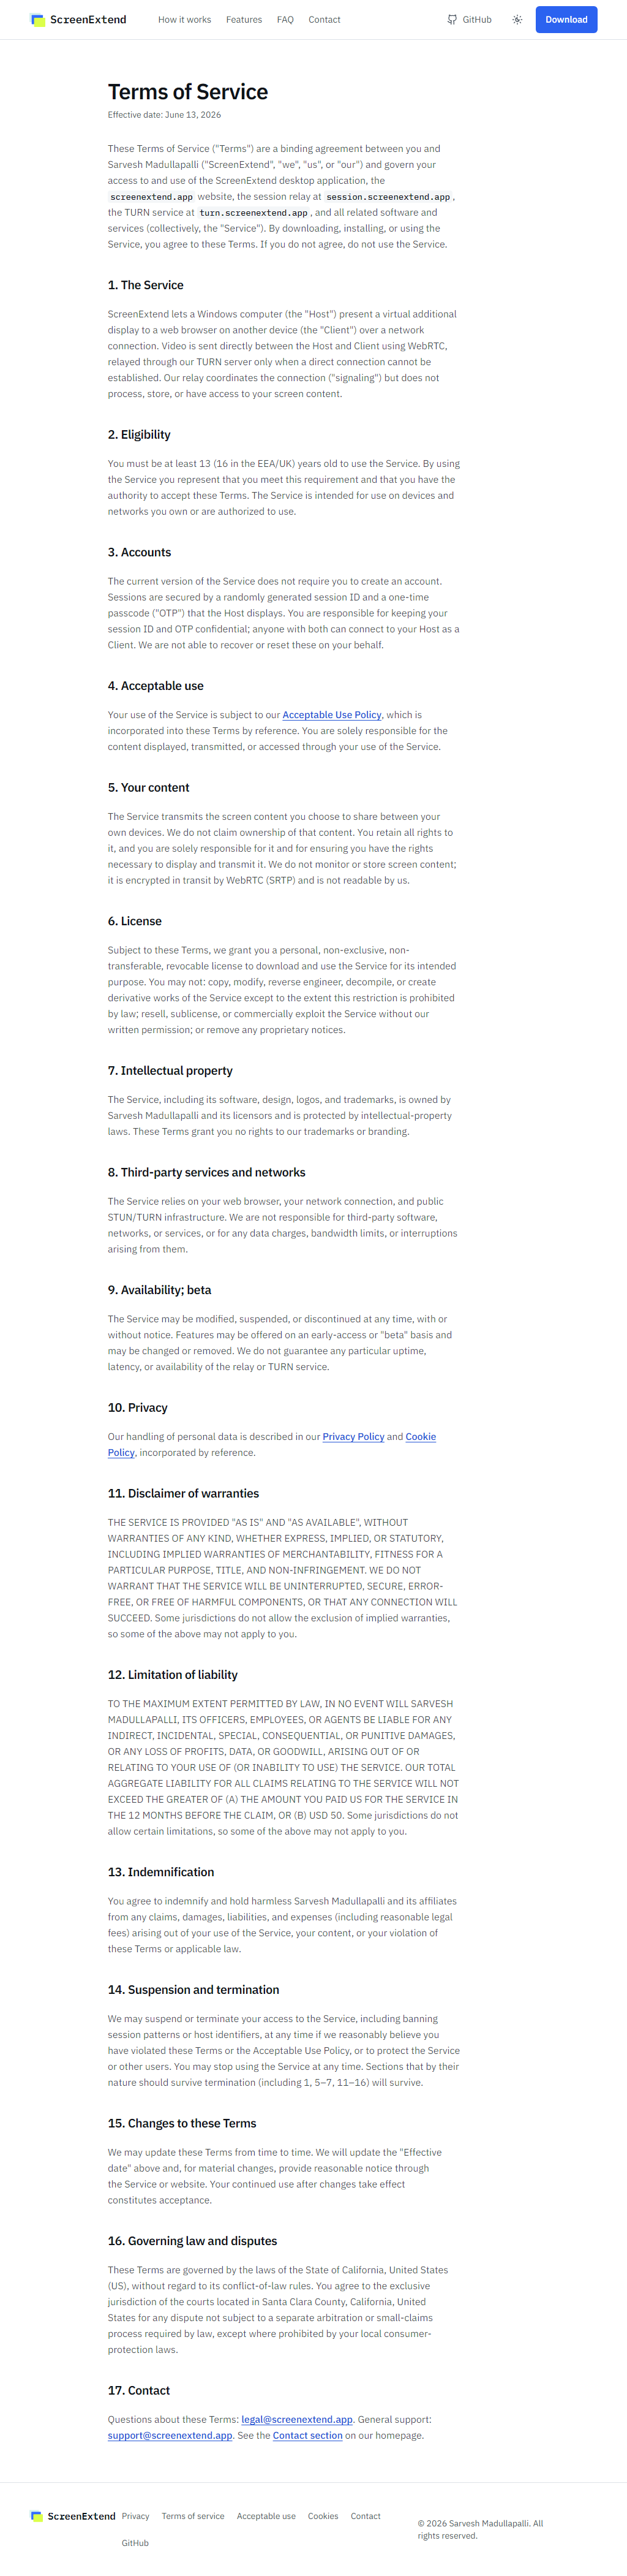 ScreenExtend How it works Features FAQ Contact GitHub Download
Terms of Service
Effective date: June 13, 2026
These Terms of Service ("Terms") are a binding agreement between you and
Sarvesh Madullapalli ("ScreenExtend", "we", "us", or "our") and govern your
access to and use of the ScreenExtend desktop application, the
screenextend.app website, the session relay at session.screenextend.app,
the TURN service at turn.screenextend.app, and all related software and
services (collectively, the "Service"). By downloading, installing, or using the
Service, you agree to these Terms. If you do not agree, do not use the Service.
1. The Service
ScreenExtend lets a Windows computer (the "Host") present a virtual additional
display to a web browser on another device (the "Client") over a network
connection. Video is sent directly between the Host and Client using WebRTC,
relayed through our TURN server only when a direct connection cannot be
established. Our relay coordinates the connection ("signaling") but does not
process, store, or have access to your screen content.
2. Eligibility
You must be at least 13 (16 in the EEA/UK) years old to use the Service. By using
the Service you represent that you meet this requirement and that you have the
authority to accept these Terms. The Service is intended for use on devices and
networks you own or are authorized to use.
3. Accounts
The current version of the Service does not require you to create an account.
Sessions are secured by a randomly generated session ID and a one-time
passcode ("OTP") that the Host displays. You are responsible for keeping your
session ID and OTP confidential; anyone with both can connect to your Host as a
Client. We are not able to recover or reset these on your behalf.
4. Acceptable use
Your use of the Service is subject to our Acceptable Use Policy, which is
incorporated into these Terms by reference. You are solely responsible for the
content displayed, transmitted, or accessed through your use of the Service.
5. Your content
The Service transmits the screen content you choose to share between your
own devices. We do not claim ownership of that content. You retain all rights to
it, and you are solely responsible for it and for ensuring you have the rights
necessary to display and transmit it. We do not monitor or store screen content;
it is encrypted in transit by WebRTC (SRTP) and is not readable by us.
6. License
Subject to these Terms, we grant you a personal, non-exclusive, non-
transferable, revocable license to download and use the Service for its intended
purpose. You may not: copy, modify, reverse engineer, decompile, or create
derivative works of the Service except to the extent this restriction is prohibited
by law; resell, sublicense, or commercially exploit the Service without our
written permission; or remove any proprietary notices.
7. Intellectual property
The Service, including its software, design, logos, and trademarks, is owned by
Sarvesh Madullapalli and its licensors and is protected by intellectual-property
laws. These Terms grant you no rights to our trademarks or branding.
8. Third-party services and networks
The Service relies on your web browser, your network connection, and public
STUN/TURN infrastructure. We are not responsible for third-party software,
networks, or services, or for any data charges, bandwidth limits, or interruptions
arising from them.
9. Availability; beta
The Service may be modified, suspended, or discontinued at any time, with or
without notice. Features may be offered on an early-access or "beta" basis and
may be changed or removed. We do not guarantee any particular uptime,
latency, or availability of the relay or TURN service.
10. Privacy
Our handling of personal data is described in our Privacy Policy and Cookie
Policy, incorporated by reference.
11. Disclaimer of warranties
THE SERVICE IS PROVIDED "AS IS" AND "AS AVAILABLE", WITHOUT
WARRANTIES OF ANY KIND, WHETHER EXPRESS, IMPLIED, OR STATUTORY,
INCLUDING IMPLIED WARRANTIES OF MERCHANTABILITY, FITNESS FOR A
PARTICULAR PURPOSE, TITLE, AND NON-INFRINGEMENT. WE DO NOT
WARRANT THAT THE SERVICE WILL BE UNINTERRUPTED, SECURE, ERROR-
FREE, OR FREE OF HARMFUL COMPONENTS, OR THAT ANY CONNECTION WILL
SUCCEED. Some jurisdictions do not allow the exclusion of implied warranties,
so some of the above may not apply to you.
12. Limitation of liability
TO THE MAXIMUM EXTENT PERMITTED BY LAW, IN NO EVENT WILL SARVESH
MADULLAPALLI, ITS OFFICERS, EMPLOYEES, OR AGENTS BE LIABLE FOR ANY
INDIRECT, INCIDENTAL, SPECIAL, CONSEQUENTIAL, OR PUNITIVE DAMAGES,
OR ANY LOSS OF PROFITS, DATA, OR GOODWILL, ARISING OUT OF OR
RELATING TO YOUR USE OF (OR INABILITY TO USE) THE SERVICE. OUR TOTAL
AGGREGATE LIABILITY FOR ALL CLAIMS RELATING TO THE SERVICE WILL NOT
EXCEED THE GREATER OF (A) THE AMOUNT YOU PAID US FOR THE SERVICE IN
THE 12 MONTHS BEFORE THE CLAIM, OR (B) USD 50. Some jurisdictions do not
allow certain limitations, so some of the above may not apply to you.
13. Indemnification
You agree to indemnify and hold harmless Sarvesh Madullapalli and its affiliates
from any claims, damages, liabilities, and expenses (including reasonable legal
fees) arising out of your use of the Service, your content, or your violation of
these Terms or applicable law.
14. Suspension and termination
We may suspend or terminate your access to the Service, including banning
session patterns or host identifiers, at any time if we reasonably believe you
have violated these Terms or the Acceptable Use Policy, or to protect the Service
or other users. You may stop using the Service at any time. Sections that by their
nature should survive termination (including 1, 5–7, 11–16) will survive.
15. Changes to these Terms
We may update these Terms from time to time. We will update the "Effective
date" above and, for material changes, provide reasonable notice through
the Service or website. Your continued use after changes take effect
constitutes acceptance.
16. Governing law and disputes
These Terms are governed by the laws of the State of California, United States
(US), without regard to its conflict-of-law rules. You agree to the exclusive
jurisdiction of the courts located in Santa Clara County, California, United
States for any dispute not subject to a separate arbitration or small-claims
process required by law, except where prohibited by your local consumer-
protection laws.
17. Contact
Questions about these Terms: legal@screenextend.app. General support:
support@screenextend.app. See the Contact section on our homepage.
ScreenExtend Privacy Terms of service Acceptable use Cookies Contact
GitHub
© 2026 Sarvesh Madullapalli. All
rights reserved.